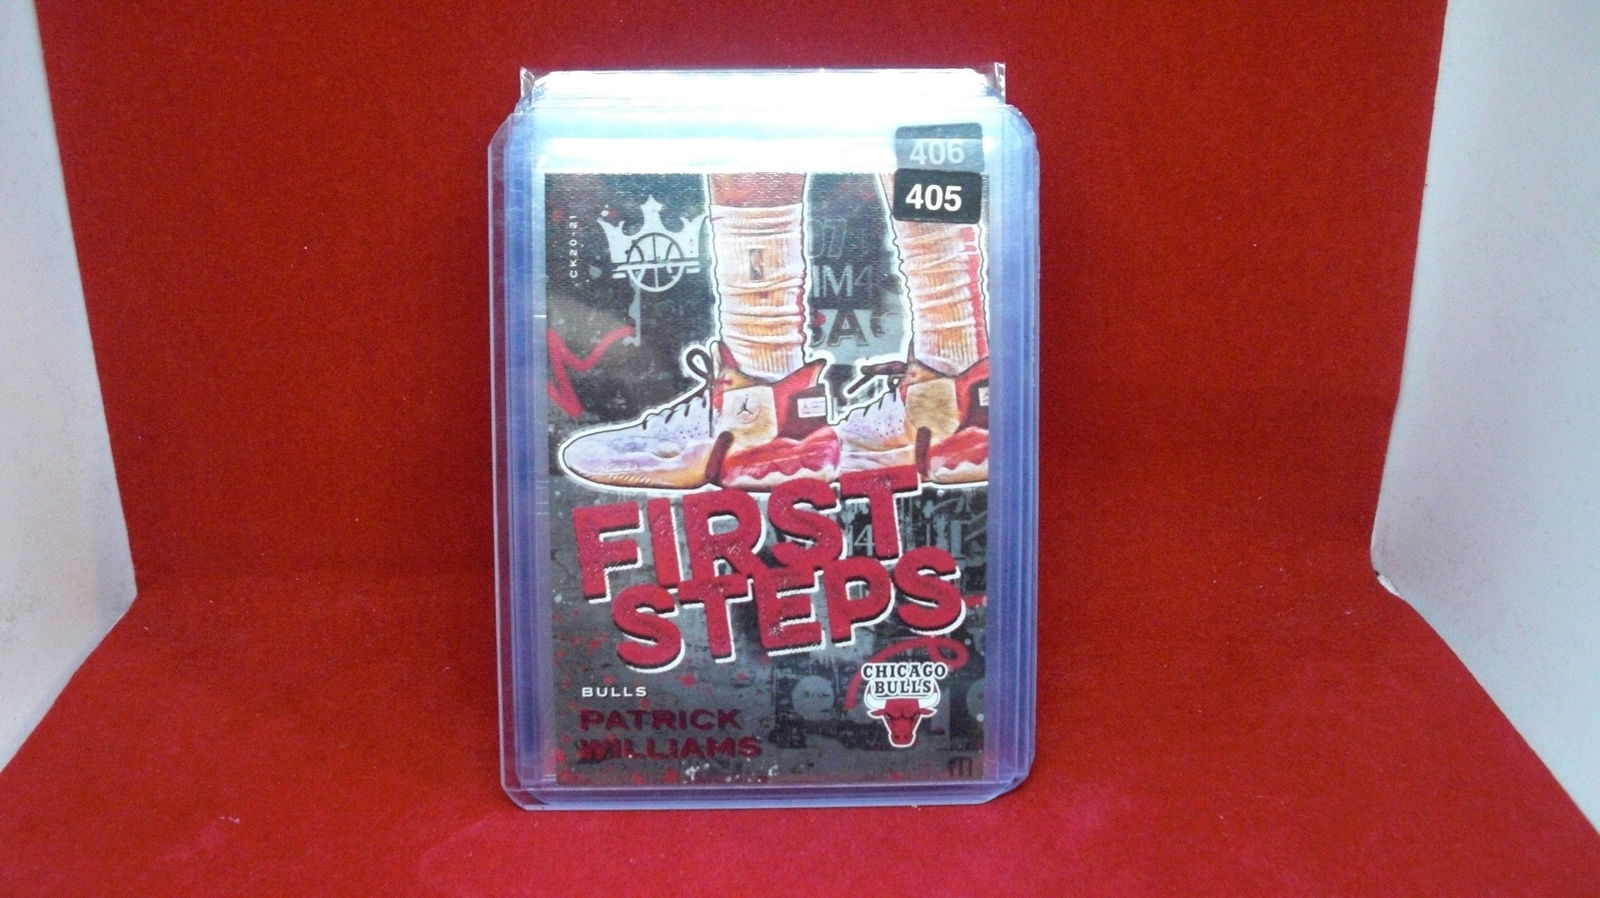 406
405
CK20-21
FIRST
STEPS
CHICAGO
BULLS
BULLS
PATRICK
WILLIAMS